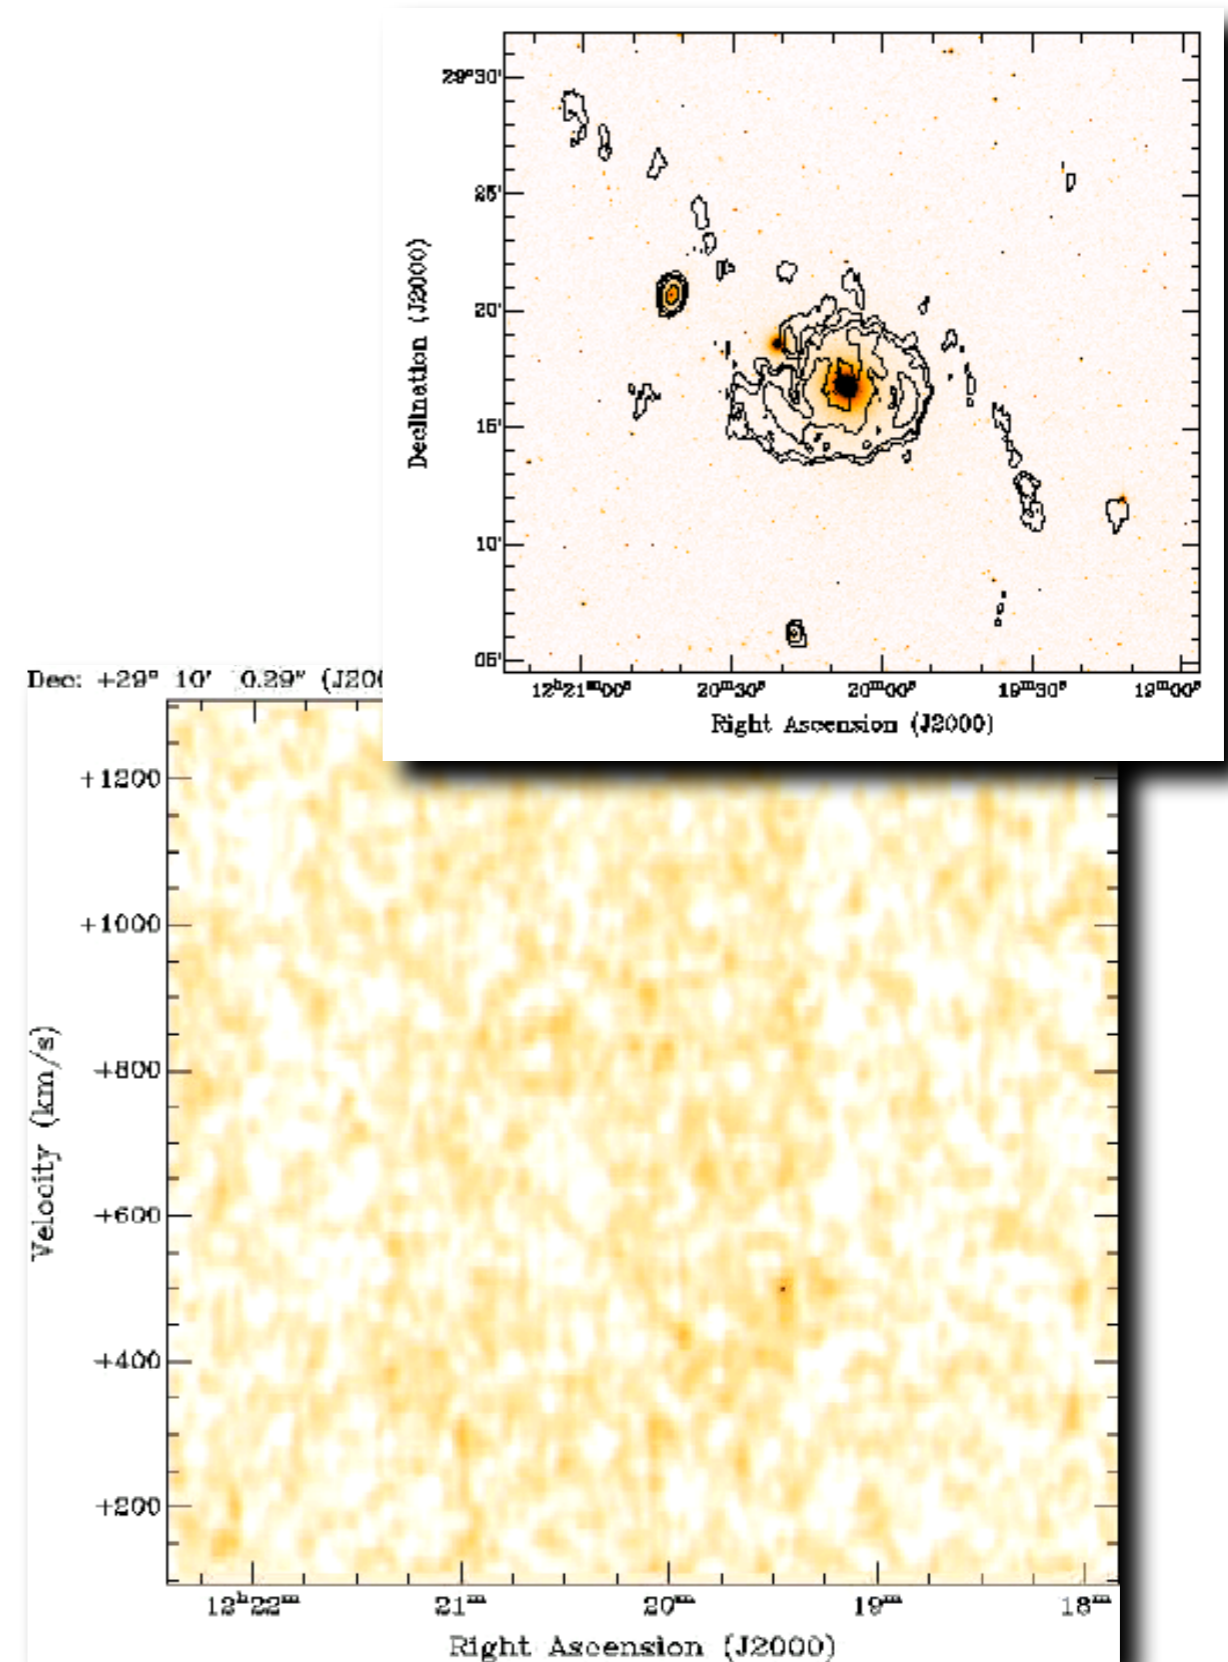 29°30'
25'
20'
15'
10'
05'
Declination (J2000)
12ʰ21ᵐ00ˢ 20ᵐ30ˢ 20ᵐ00ˢ 19ᵐ30ˢ 19ᵐ00ˢ
Right Ascension (J2000)
Dec: +29° 10' 0.29" (J200
+1200
+1000
+800
+600
+400
+200
Velocity (km/s)
12ʰ22ᵐ 21ᵐ 20ᵐ 19ᵐ 18ᵐ
Right Ascension (J2000)